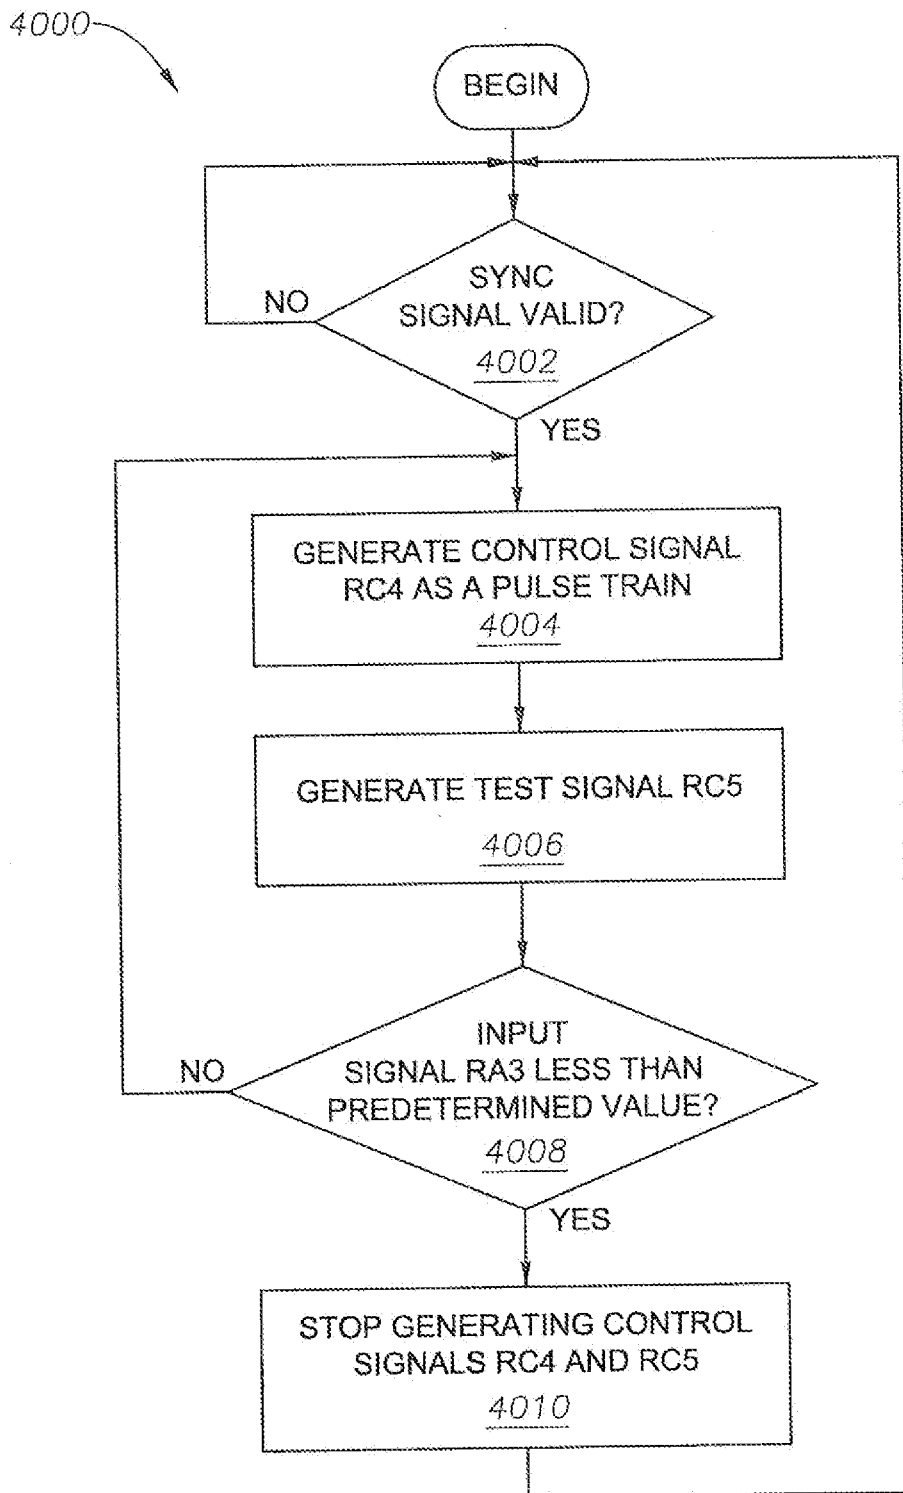 4000
BEGIN
SYNC
SIGNAL VALID?
4002
NO
YES
GENERATE CONTROL SIGNAL
RC4 AS A PULSE TRAIN
4004
GENERATE TEST SIGNAL RC5
4006
INPUT
SIGNAL RA3 LESS THAN
PREDETERMINED VALUE?
4008
NO
YES
STOP GENERATING CONTROL
SIGNALS RC4 AND RC5
4010